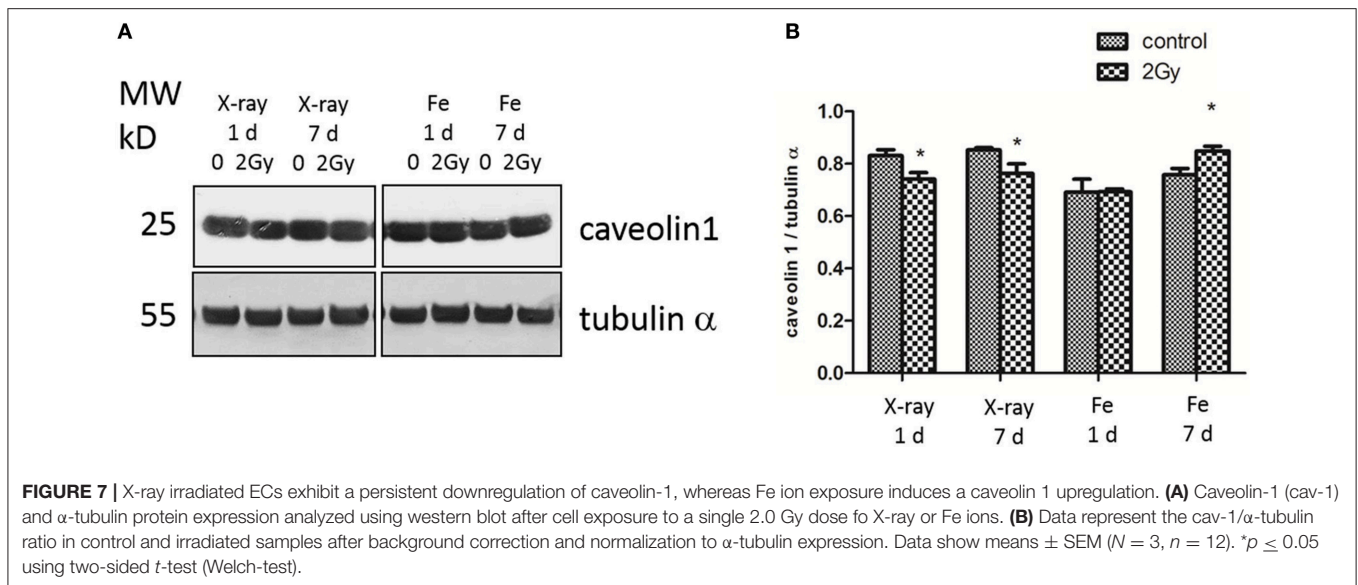 A
MW
kD
X-ray X-ray Fe Fe
1 d 7 d 1 d 7 d
0 2Gy 0 2Gy 0 2Gy 0 2Gy
25 caveolin1
55 tubulin α
B
control
2Gy
caveolin 1 / tubulin α
1.0
0.8
0.6
0.4
0.2
0.0
* * *
X-ray X-ray Fe Fe
1 d 7 d 1 d 7 d
FIGURE 7 | X-ray irradiated ECs exhibit a persistent downregulation of caveolin-1, whereas Fe ion exposure induces a caveolin 1 upregulation. (A) Caveolin-1 (cav-1)
and α-tubulin protein expression analyzed using western blot after cell exposure to a single 2.0 Gy dose fo X-ray or Fe ions. (B) Data represent the cav-1/α-tubulin
ratio in control and irradiated samples after background correction and normalization to α-tubulin expression. Data show means ± SEM (N = 3, n = 12). *p ≤ 0.05
using two-sided t-test (Welch-test).